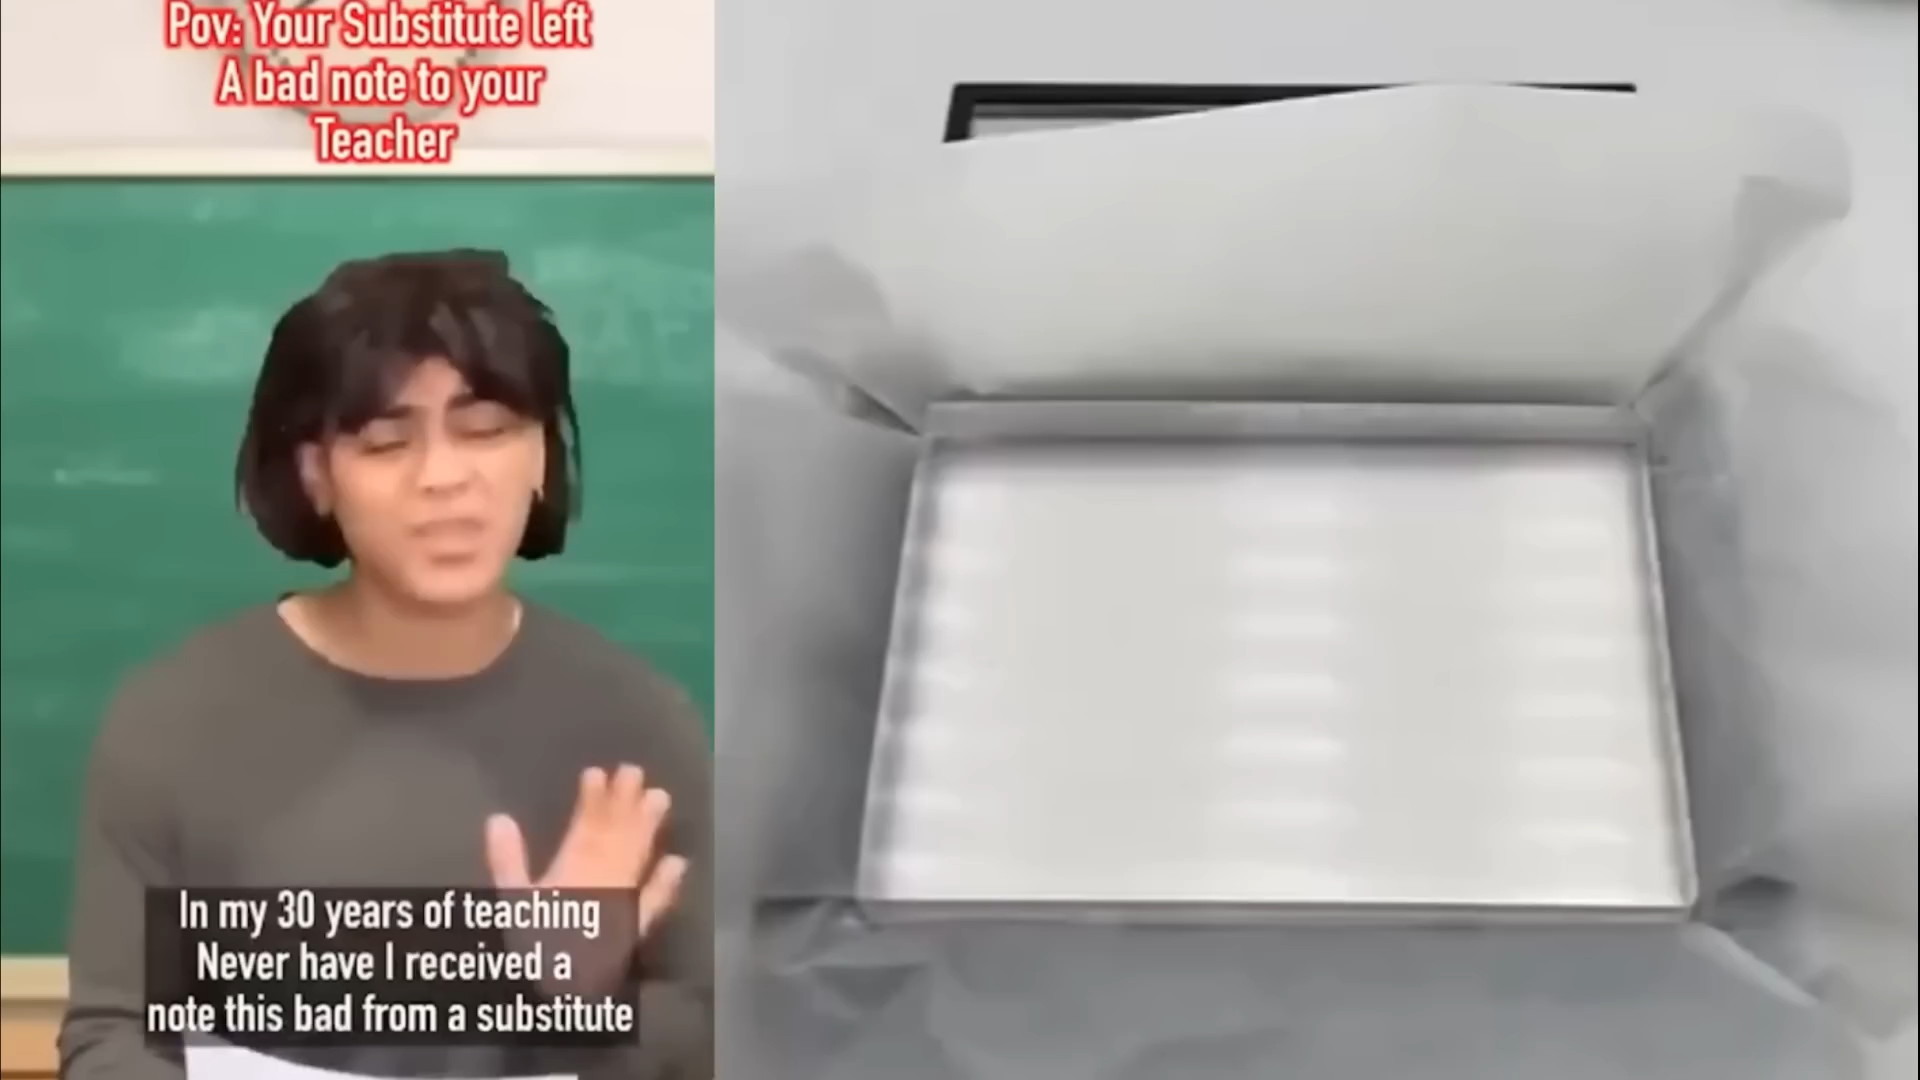 Pov: Your Substitute left
A bad note to your
Teacher
In my 30 years of teaching
Never have I received a
note this bad from a substitute